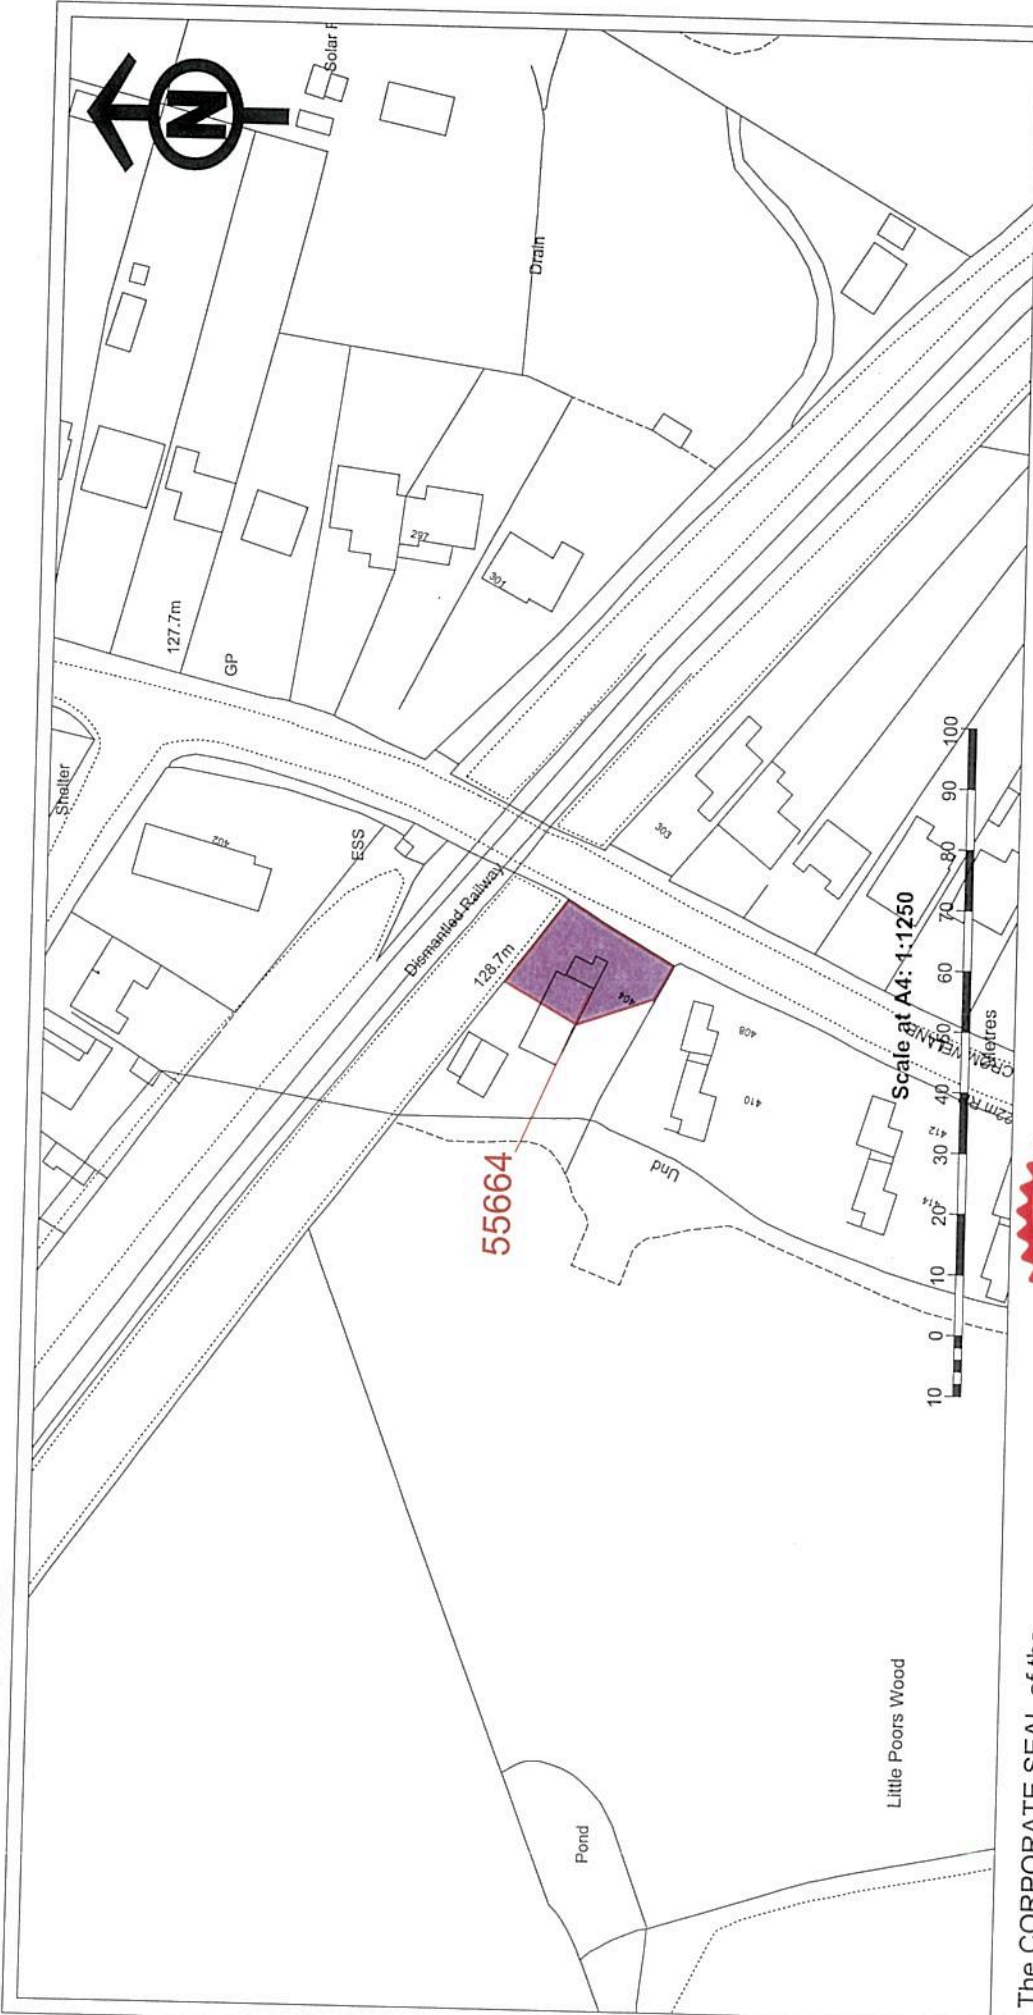 N
Solar
Shelter
127.7m
GP
402
ESS
Drain
297
301
Dismantled Railway
128.7m
303
404
55664
408
410
Und
412
414
Pond
Little Poors Wood
Scale at A4: 1:1250
10 0 10 20 30 40 50 60 70 80 90 100
The CORPORATE SEAL of the